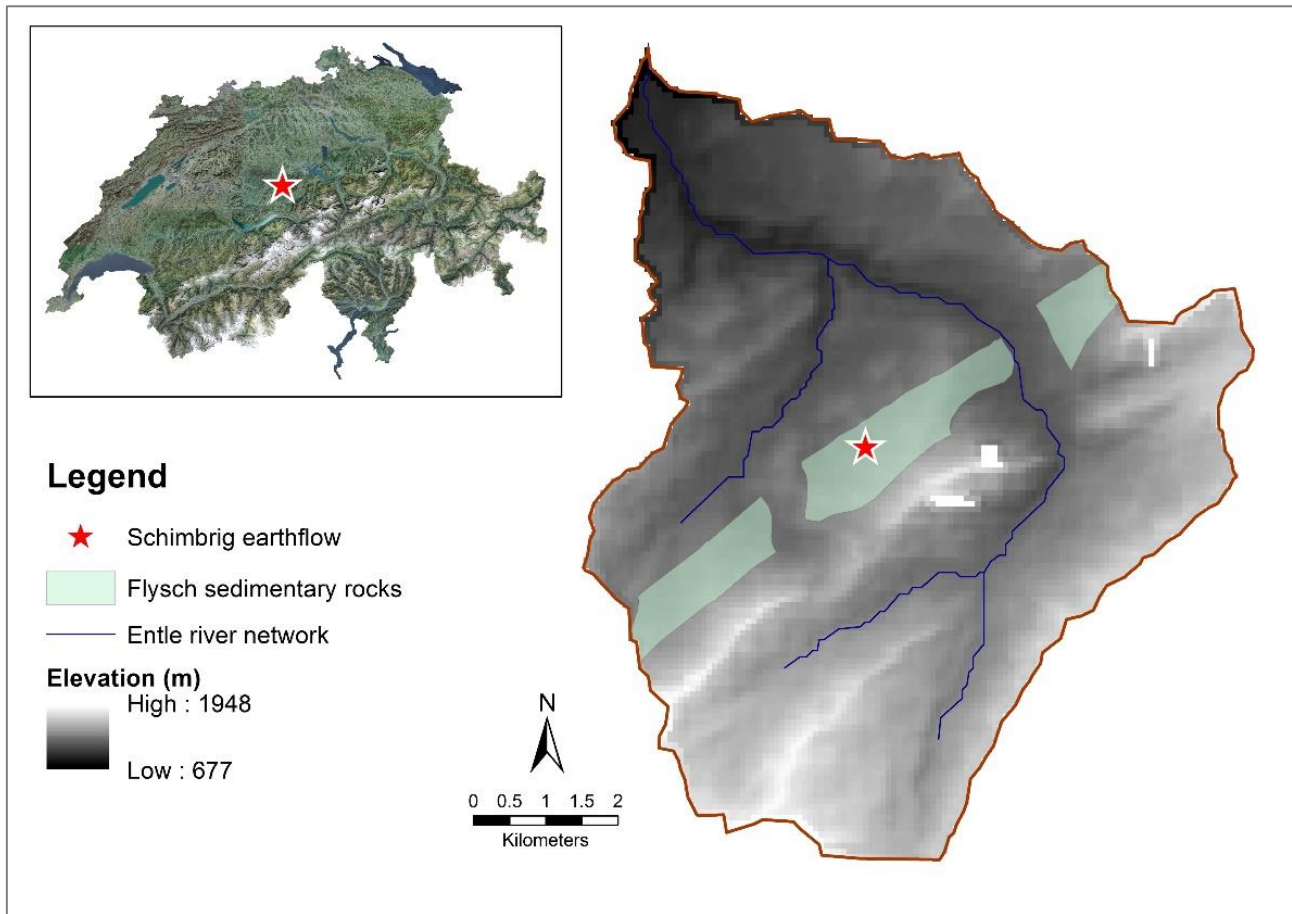 Legend
Schimbrig earthflow
Flysch sedimentary rocks
Entle river network
Elevation (m)
High : 1948
Low : 677
N
0 0.5 1 1.5 2
Kilometers